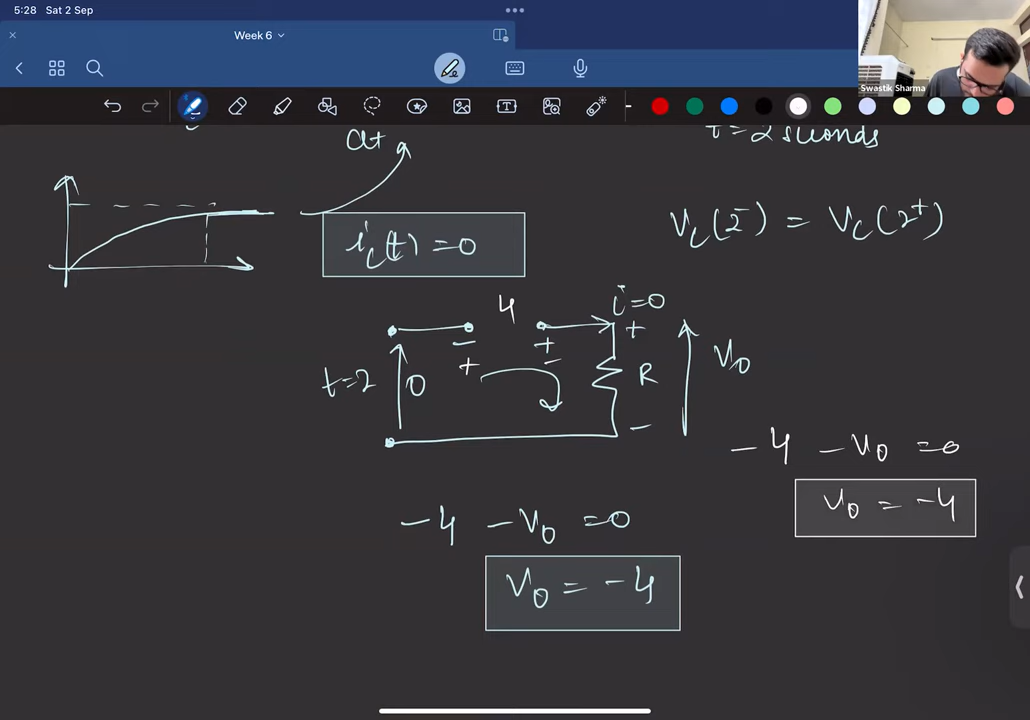 5:28 Sat 2 Sep
Week 6
Swastik Sharma
at
t = 2 seconds
i_c(t) = 0
V_c(2⁻) = V_c(2⁺)
4
i=0
+
− +
+ −
t=2
0
R
V_0
−
−4 −V_0 =0
V_0 = −4
−4 −V_0 =0
V_0 = −4